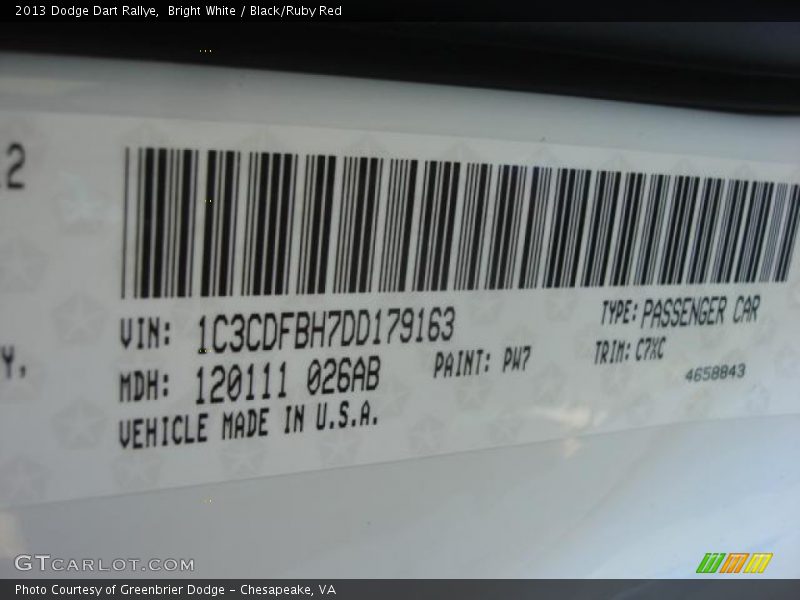 2013 Dodge Dart Rallye, Bright White / Black/Ruby Red
12
VIN: 1C3CDFBH7DD179163
TYPE: PASSENGER CAR
Y,
MDH: 120111 026AB
PAINT: PW7
TRIM: C7XC
4658843
VEHICLE MADE IN U.S.A.
GTCARLOT.COM
Photo Courtesy of Greenbrier Dodge - Chesapeake, VA